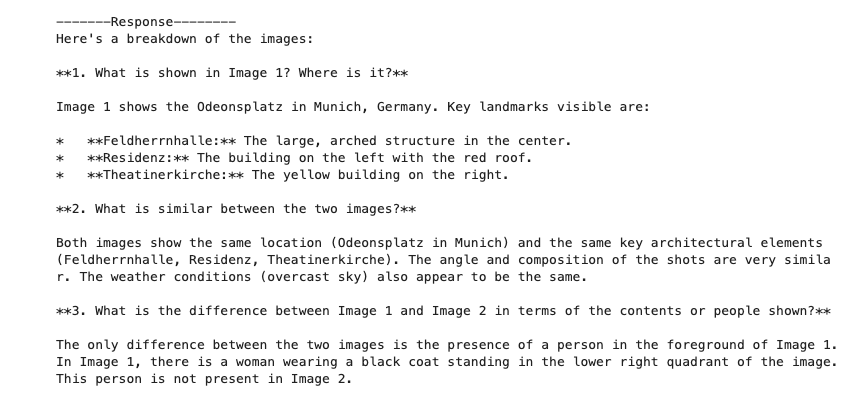 -------Response--------
Here's a breakdown of the images:
**1. What is shown in Image 1? Where is it?**
Image 1 shows the Odeonsplatz in Munich, Germany. Key landmarks visible are:
*   **Feldherrnhalle:** The large, arched structure in the center.
*   **Residenz:** The building on the left with the red roof.
*   **Theatinerkirche:** The yellow building on the right.
**2. What is similar between the two images?**
Both images show the same location (Odeonsplatz in Munich) and the same key architectural elements
(Feldherrnhalle, Residenz, Theatinerkirche). The angle and composition of the shots are very simila
r. The weather conditions (overcast sky) also appear to be the same.
**3. What is the difference between Image 1 and Image 2 in terms of the contents or people shown?**
The only difference between the two images is the presence of a person in the foreground of Image 1.
In Image 1, there is a woman wearing a black coat standing in the lower right quadrant of the image.
This person is not present in Image 2.